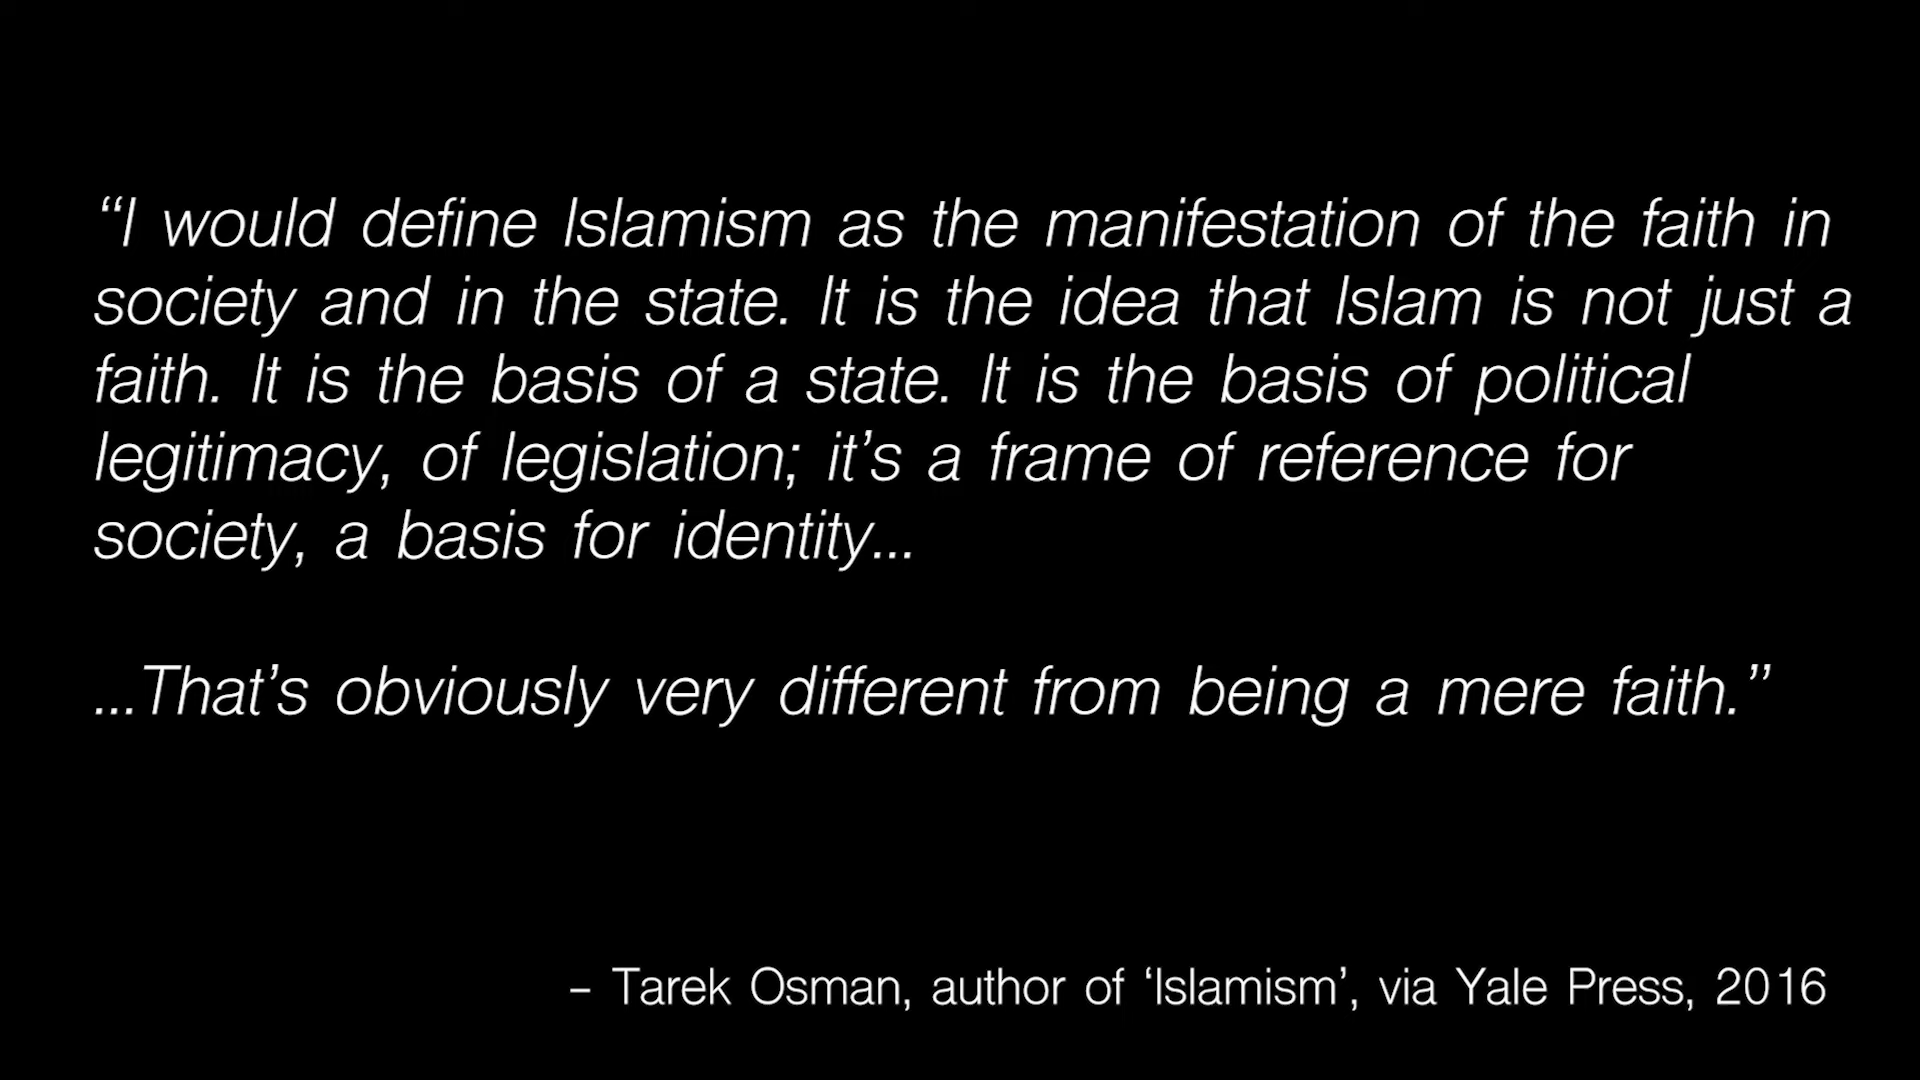 “I would define Islamism as the manifestation of the faith in
society and in the state. It is the idea that Islam is not just a
faith. It is the basis of a state. It is the basis of political
legitimacy, of legislation; it’s a frame of reference for
society, a basis for identity...
...That’s obviously very different from being a mere faith.”
– Tarek Osman, author of ‘Islamism’, via Yale Press, 2016